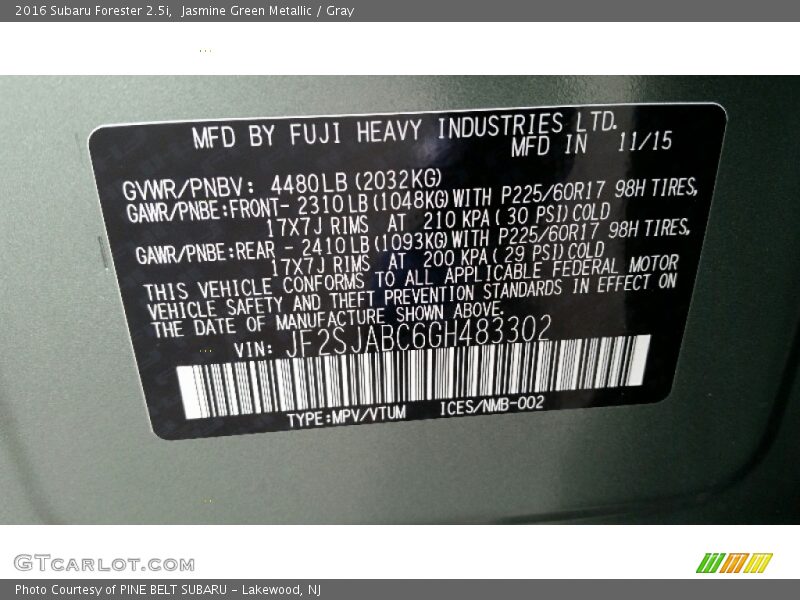 2016 Subaru Forester 2.5i,  Jasmine Green Metallic / Gray
MFD BY FUJI HEAVY INDUSTRIES LTD.
MFD IN 11/15
GVWR/PNBV: 4480LB (2032KG)
GAWR/PNBE:FRONT- 2310LB (1048KG) WITH P225/60R17 98H TIRES,
17X7J RIMS AT 210 KPA ( 30 PSI) COLD
GAWR/PNBE:REAR - 2410LB (1093KG) WITH P225/60R17 98H TIRES,
17X7J RIMS AT 200 KPA ( 29 PSI) COLD
THIS VEHICLE CONFORMS TO ALL APPLICABLE FEDERAL MOTOR
VEHICLE SAFETY AND THEFT PREVENTION STANDARDS IN EFFECT ON
THE DATE OF MANUFACTURE SHOWN ABOVE.
VIN: JF2SJABC6GH483302
TYPE:MPV/VTUM ICES/NMB-002
GTCarlot.com
Photo Courtesy of PINE BELT SUBARU - Lakewood, NJ